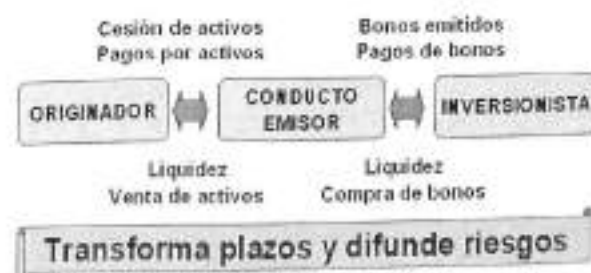 Cesión de activos
Pagos por activos
Bonos emitidos
Pagos de bonos
ORIGINADOR
CONDUCTO
EMISOR
INVERSIONISTA
Liquidez
Venta de activos
Liquidez
Compra de bonos
Transforma plazos y difunde riesgos